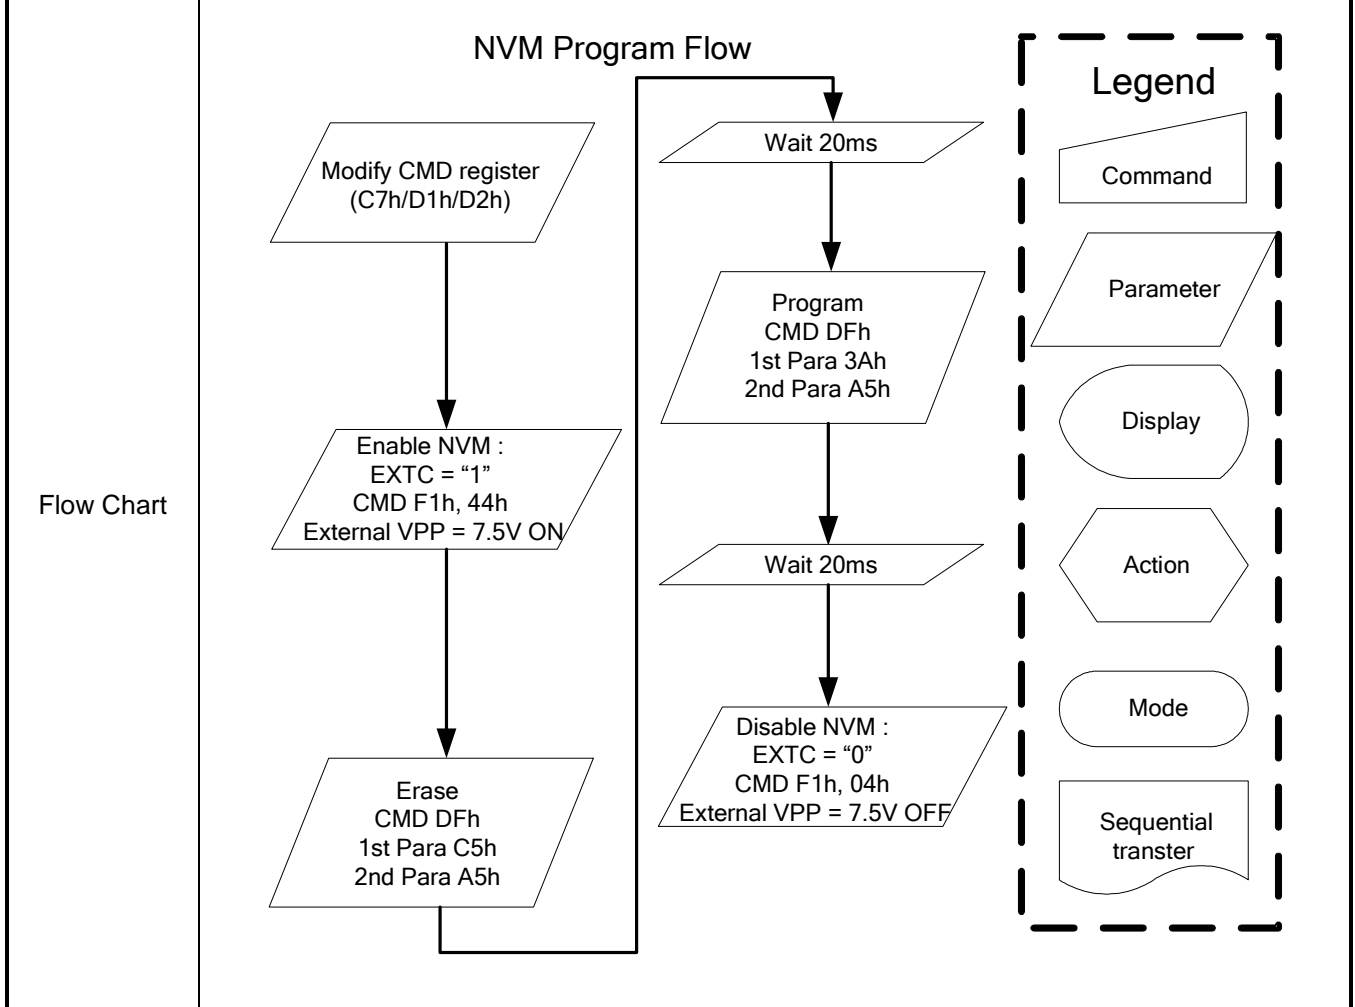 Flow Chart
NVM Program Flow
Modify CMD register
(C7h/D1h/D2h)
Enable NVM :
EXTC = “1”
CMD F1h, 44h
External VPP = 7.5V ON
Erase
CMD DFh
1st Para C5h
2nd Para A5h
Wait 20ms
Program
CMD DFh
1st Para 3Ah
2nd Para A5h
Wait 20ms
Disable NVM :
EXTC = “0”
CMD F1h, 04h
External VPP = 7.5V OFF
Legend
Command
Parameter
Display
Action
Mode
Sequential
transter